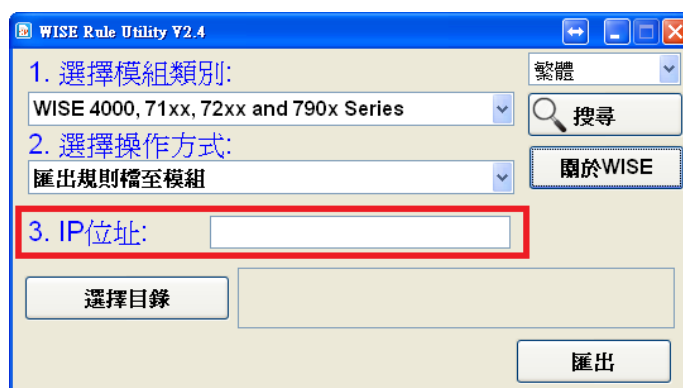 WISE Rule Utility V2.4
1. 選擇模組類別:
繁體
WISE 4000, 71xx, 72xx and 790x Series
搜尋
2. 選擇操作方式:
匯出規則檔至模組
關於WISE
3. IP位址:
選擇目錄
匯出